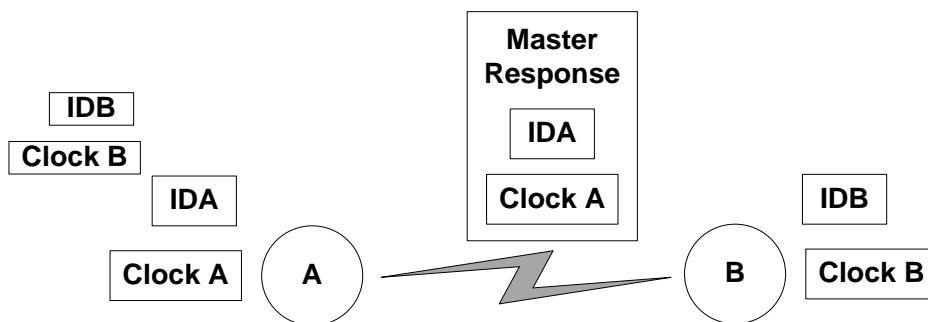 Master
Response
IDA
Clock A
IDB
Clock B
IDA
Clock A
A
B
IDB
Clock B